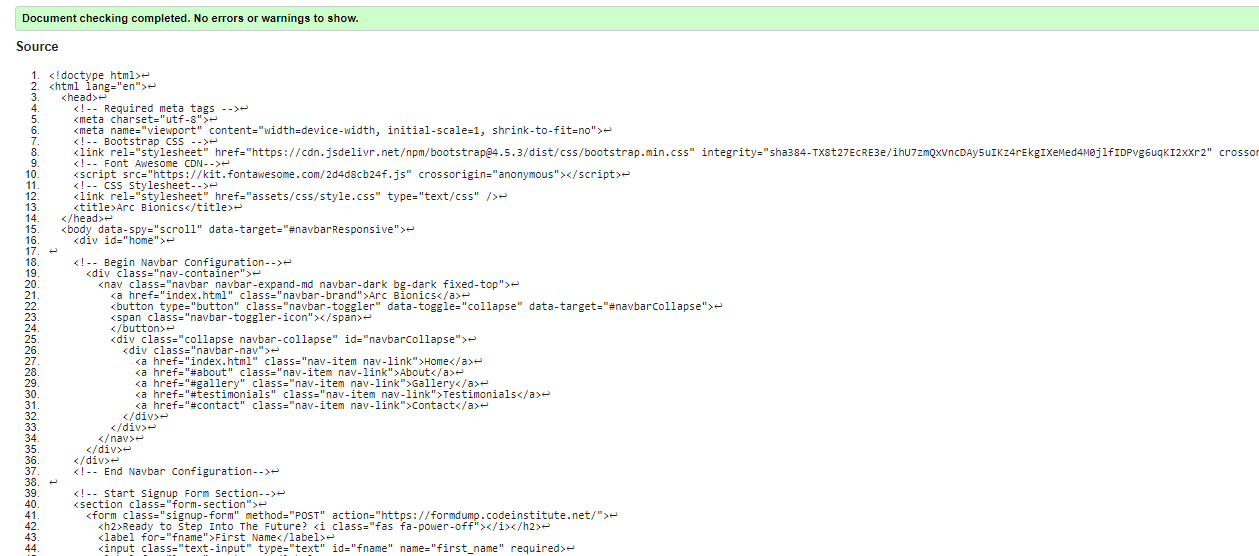 Document checking completed. No errors or warnings to show.
Source
1. <!doctype html>↩
2. <html lang="en">↩
3. <head>↩
4. <!-- Required meta tags -->↩
5. <meta charset="utf-8">↩
6. <meta name="viewport" content="width=device-width, initial-scale=1, shrink-to-fit=no">↩
7. <!-- Bootstrap CSS -->↩
8. <link rel="stylesheet" href="https://cdn.jsdelivr.net/npm/bootstrap@4.5.3/dist/css/bootstrap.min.css" integrity="sha384-TX8t27EcRE3e/ihU7zmQxVncDAy5uIKz4rEkgIXeMed4M0jlfIDPvg6uqKI2xXr2" crossor
9. <!-- Font Awesome CDN-->↩
10. <script src="https://kit.fontawesome.com/2d4d8cb24f.js" crossorigin="anonymous"></script>↩
11. <!-- CSS Stylesheet-->↩
12. <link rel="stylesheet" href="assets/css/style.css" type="text/css" />↩
13. <title>Arc Bionics</title>↩
14. </head>↩
15. <body data-spy="scroll" data-target="#navbarResponsive">↩
16. <div id="home">↩
17. ↩
18. <!-- Begin Navbar Configuration-->↩
19. <div class="nav-container">↩
20. <nav class="navbar navbar-expand-md navbar-dark bg-dark fixed-top">↩
21. <a href="index.html" class="navbar-brand">Arc Bionics</a>↩
22. <button type="button" class="navbar-toggler" data-toggle="collapse" data-target="#navbarCollapse">↩
23. <span class="navbar-toggler-icon"></span>↩
24. </button>↩
25. <div class="collapse navbar-collapse" id="navbarCollapse">↩
26. <div class="navbar-nav">↩
27. <a href="index.html" class="nav-item nav-link">Home</a>↩
28. <a href="#about" class="nav-item nav-link">About</a>↩
29. <a href="#gallery" class="nav-item nav-link">Gallery</a>↩
30. <a href="#testimonials" class="nav-item nav-link">Testimonials</a>↩
31. <a href="#contact" class="nav-item nav-link">Contact</a>↩
32. </div>↩
33. </div>↩
34. </nav>↩
35. </div>↩
36. </div>↩
37. <!-- End Navbar Configuration-->↩
38. ↩
39. <!-- Start Signup Form Section-->↩
40. <section class="form-section">↩
41. <form class="signup-form" method="POST" action="https://formdump.codeinstitute.net/">↩
42. <h2>Ready to Step Into The Future? <i class="fas fa-power-off"></i></h2>↩
43. <label for="fname">First Name</label>↩
44. <input class="text-input" type="text" id="fname" name="first_name" required>↩